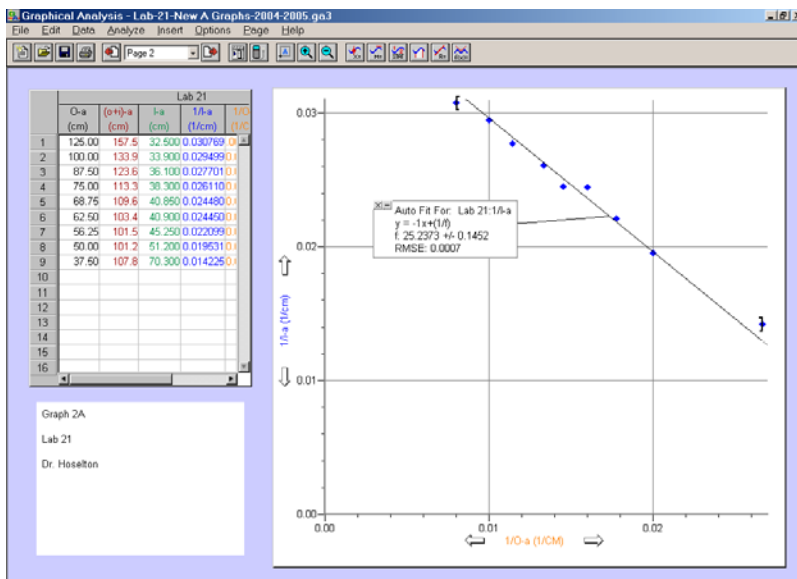 Graphical Analysis - Lab-21-New A Graphs-2004-2005.ga3
File Edit Data Analyze Insert Options Page Help
Page 2
Lab 21
O-a (o+i)-a i-a 1/i-a 1/O
(cm) (cm) (cm) (1/cm) (1/C
1 125.00 157.5 32.500 0.030769
2 100.00 133.9 33.900 0.029499
3 87.50 123.6 36.100 0.027701
4 75.00 113.3 38.300 0.026110
5 68.75 109.6 40.850 0.024480
6 62.50 103.4 40.900 0.024450
7 56.25 101.5 45.250 0.022099
8 50.00 101.2 51.200 0.019531
9 37.50 107.8 70.300 0.014225
10
11
12
13
14
15
16
Graph 2A
Lab 21
Dr. Hoselton
0.03
0.02
0.01
0.00
1/i-a (1/cm)
Auto Fit For: Lab 21:1/i-a
y = -1x+(1/f)
f: 25.2373 +/- 0.1452
RMSE: 0.0007
0.00 0.01 0.02
1/O-a (1/CM)